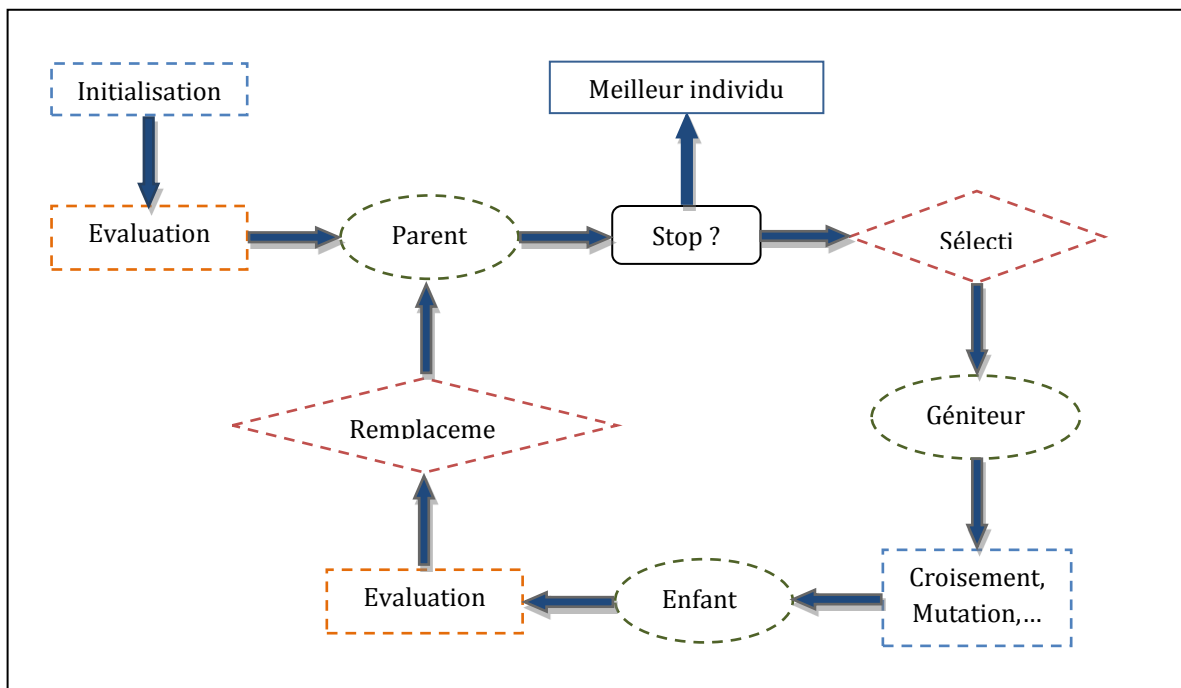 Initialisation
Meilleur individu
Evaluation
Parent
Stop ?
Sélecti
Géniteur
Remplaceme
Croisement,
Mutation,...
Enfant
Evaluation